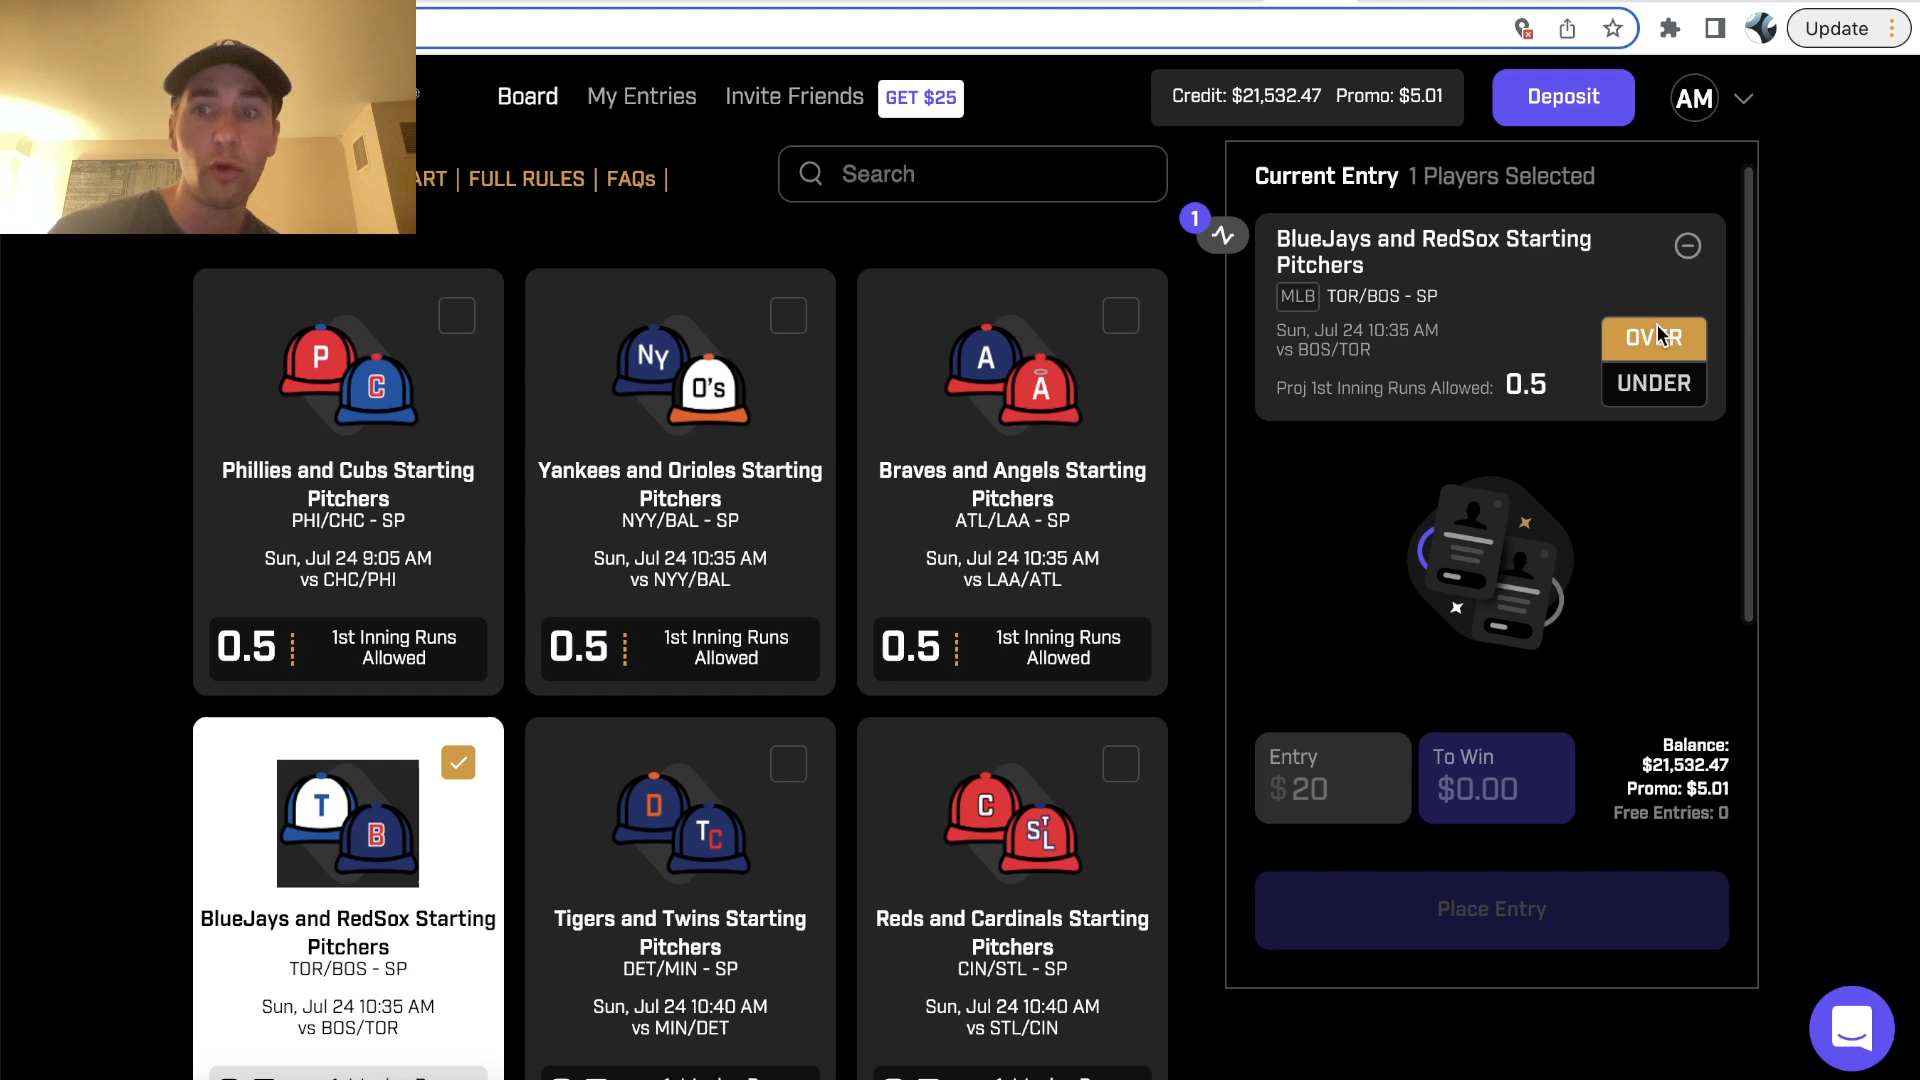 Update
Board
My Entries
Invite Friends
GET $25
Credit: $21,532.47 Promo: $5.01
Deposit
AM
ART | FULL RULES | FAQs |
Search
Current Entry 1 Players Selected
1
BlueJays and RedSox Starting
Pitchers
MLB TOR/BOS - SP
Sun, Jul 24 10:35 AM
vs BOS/TOR
Proj 1st Inning Runs Allowed: 0.5
OVER
UNDER
P
C
Phillies and Cubs Starting
Pitchers
PHI/CHC - SP
Sun, Jul 24 9:05 AM
vs CHC/PHI
0.5
1st Inning Runs
Allowed
NY
O's
Yankees and Orioles Starting
Pitchers
NYY/BAL - SP
Sun, Jul 24 10:35 AM
vs NYY/BAL
0.5
1st Inning Runs
Allowed
A
A
Braves and Angels Starting
Pitchers
ATL/LAA - SP
Sun, Jul 24 10:35 AM
vs LAA/ATL
0.5
1st Inning Runs
Allowed
T
B
BlueJays and RedSox Starting
Pitchers
TOR/BOS - SP
Sun, Jul 24 10:35 AM
vs BOS/TOR
D
TC
Tigers and Twins Starting
Pitchers
DET/MIN - SP
Sun, Jul 24 10:40 AM
vs MIN/DET
C
STL
Reds and Cardinals Starting
Pitchers
CIN/STL - SP
Sun, Jul 24 10:40 AM
vs STL/CIN
Entry
$ 20
To Win
$0.00
Balance:
$21,532.47
Promo: $5.01
Free Entries: 0
Place Entry